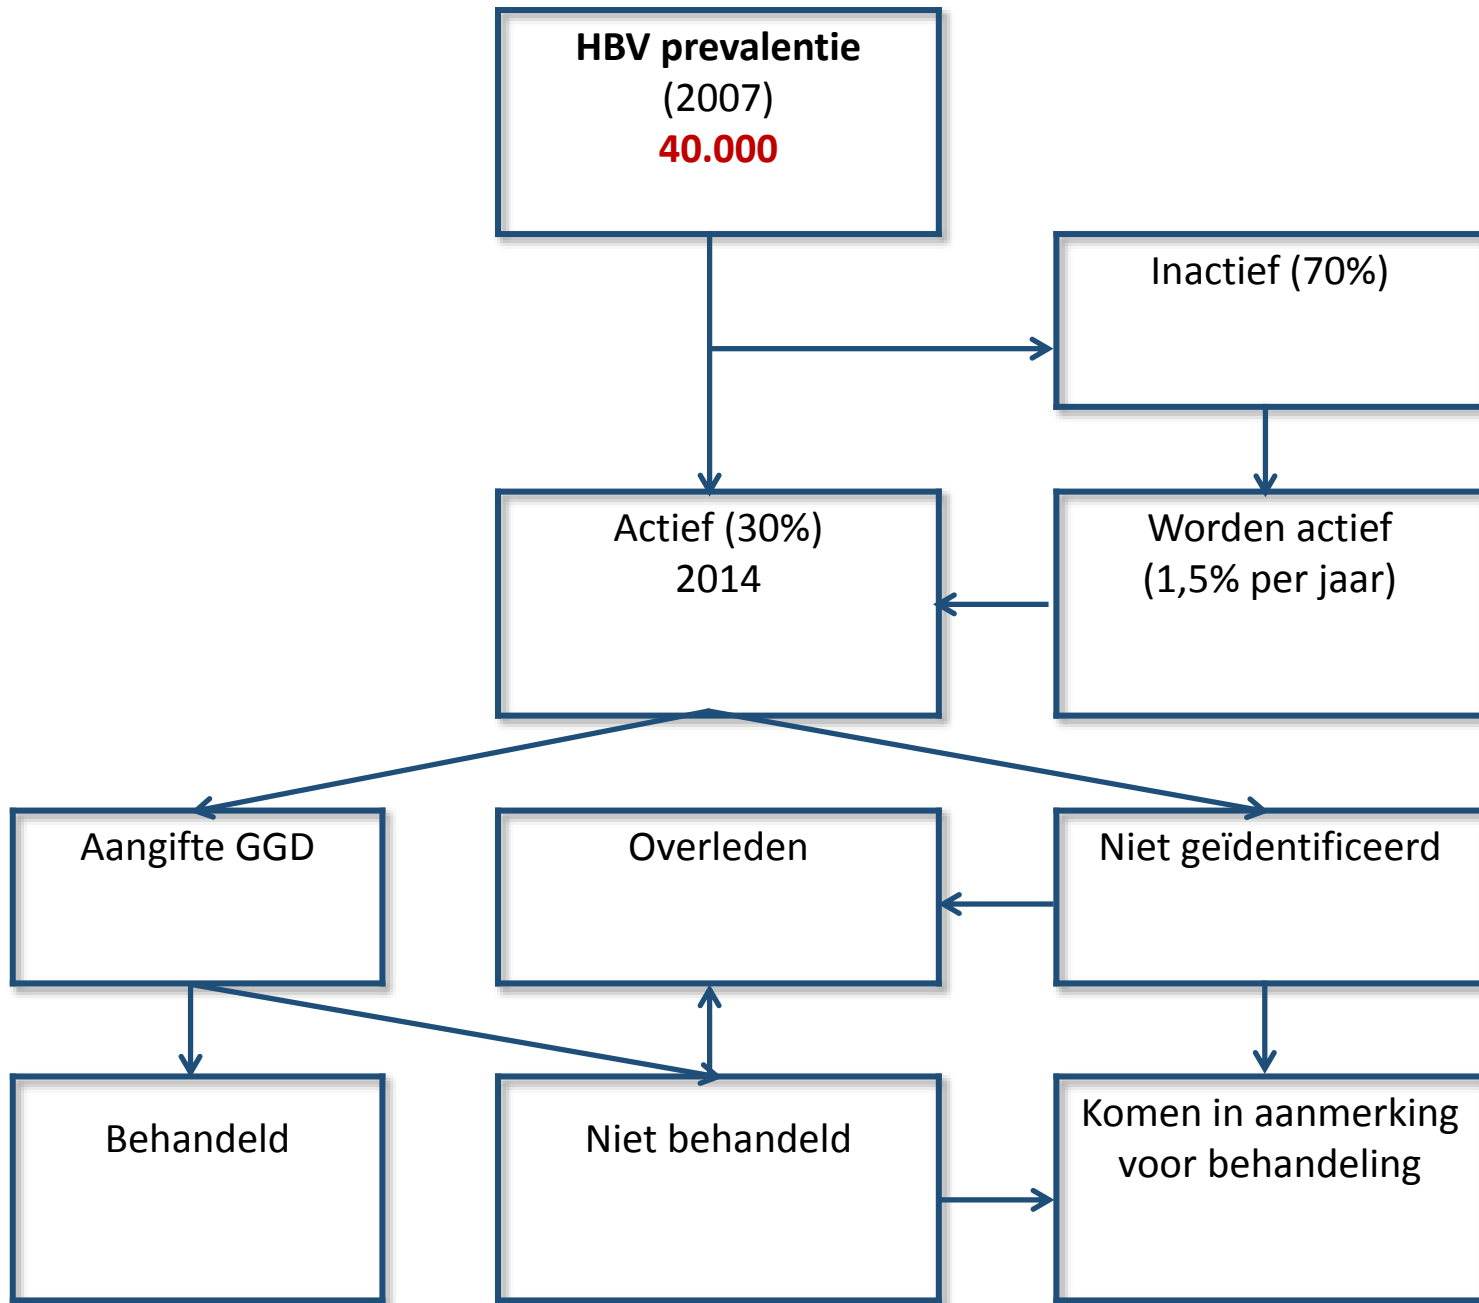 HBV prevalentie
(2007)
40.000
Inactief (70%)
Actief (30%)
2014
Worden actief
(1,5% per jaar)
Aangifte GGD
Overleden
Niet geïdentificeerd
Behandeld
Niet behandeld
Komen in aanmerking
voor behandeling